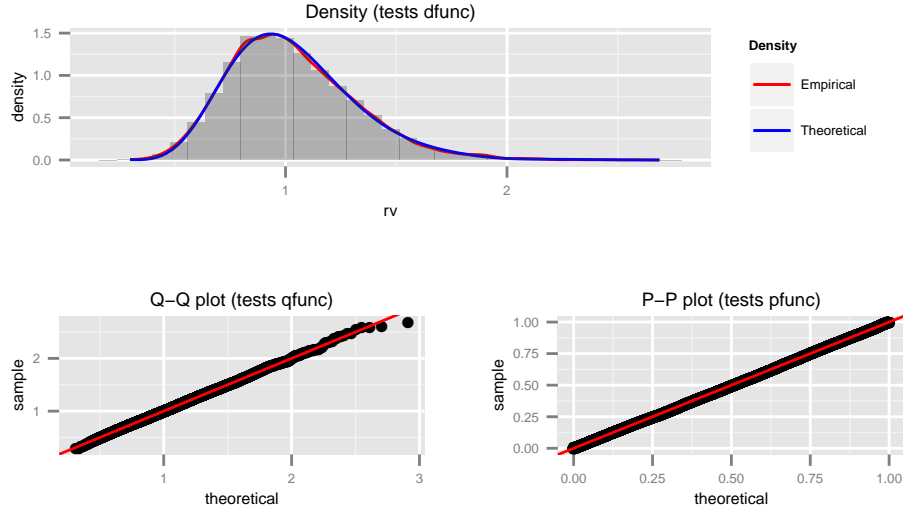 Density (tests dfunc)
1.5
1.0
0.5
0.0
density
1
2
rv
Density
Empirical
Theoretical
Q−Q plot (tests qfunc)
2
1
sample
1
2
3
theoretical
P−P plot (tests pfunc)
1.00
0.75
0.50
0.25
0.00
sample
0.00
0.25
0.50
0.75
1.00
theoretical